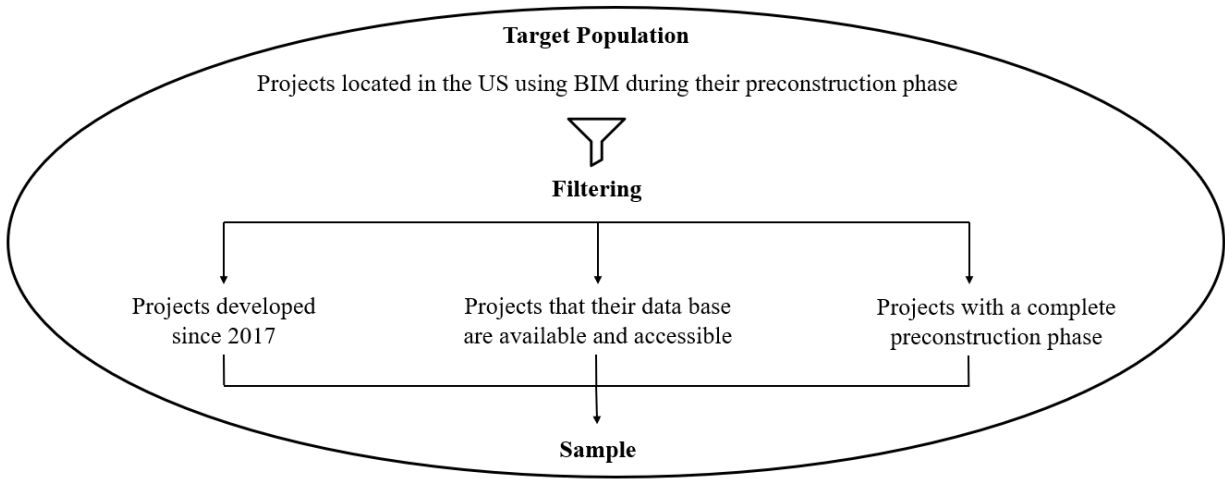 Target Population
Projects located in the US using BIM during their preconstruction phase
Filtering
Projects developed
since 2017
Projects that their data base
are available and accessible
Projects with a complete
preconstruction phase
Sample